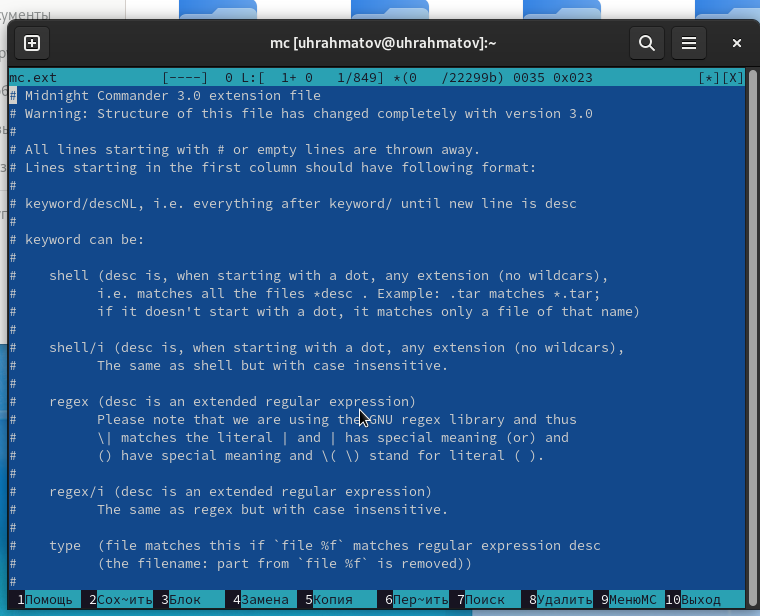 кументы
mc [uhrahmatov@uhrahmatov]:~
mc.ext [----] 0 L:[ 1+ 0 1/849] *(0 /22299b) 0035 0x023 [*][X]
# Midnight Commander 3.0 extension file
# Warning: Structure of this file has changed completely with version 3.0
#
# All lines starting with # or empty lines are thrown away.
# Lines starting in the first column should have following format:
#
# keyword/descNL, i.e. everything after keyword/ until new line is desc
#
# keyword can be:
#
# shell (desc is, when starting with a dot, any extension (no wildcars),
# i.e. matches all the files *desc . Example: .tar matches *.tar;
# if it doesn't start with a dot, it matches only a file of that name)
#
# shell/i (desc is, when starting with a dot, any extension (no wildcars),
# The same as shell but with case insensitive.
#
# regex (desc is an extended regular expression)
# Please note that we are using the GNU regex library and thus
# \| matches the literal | and | has special meaning (or) and
# () have special meaning and \( \) stand for literal ( ).
#
# regex/i (desc is an extended regular expression)
# The same as regex but with case insensitive.
#
# type (file matches this if `file %f` matches regular expression desc
# (the filename: part from `file %f` is removed))
#
1Помощь 2Сох~ить 3Блок 4Замена 5Копия 6Пер~ить 7Поиск 8Удалить 9МенюМС 10Выход